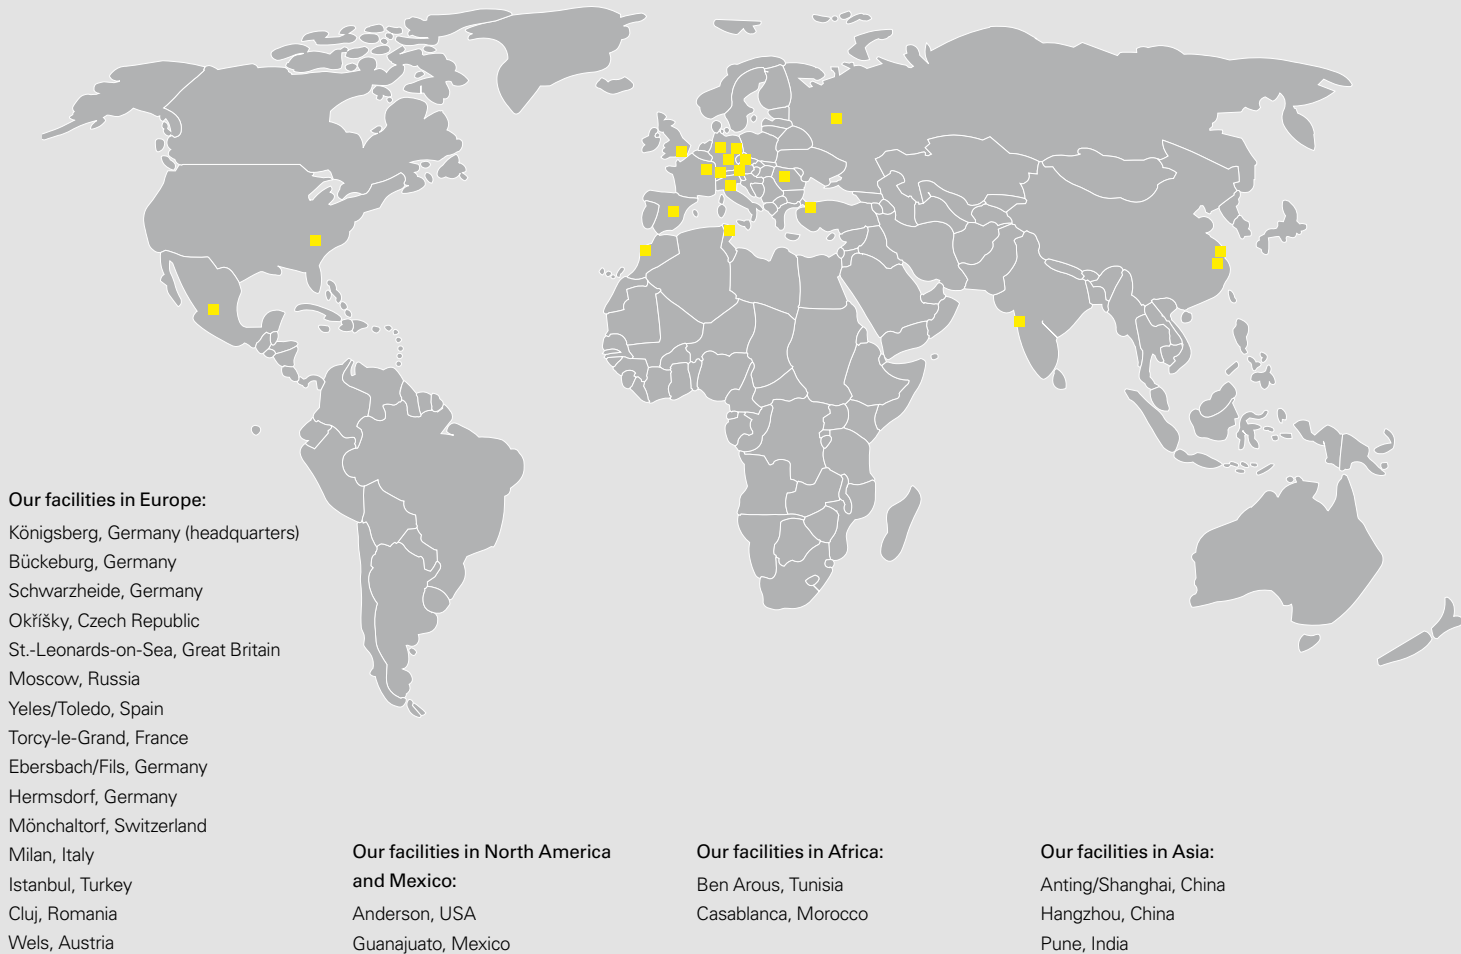 Our facilities in Europe:
Königsberg, Germany (headquarters)
Bückeburg, Germany
Schwarzheide, Germany
Okříšky, Czech Republic
St.-Leonards-on-Sea, Great Britain
Moscow, Russia
Yeles/Toledo, Spain
Torcy-le-Grand, France
Ebersbach/Fils, Germany
Hermsdorf, Germany
Mönchaltorf, Switzerland
Milan, Italy
Istanbul, Turkey
Cluj, Romania
Wels, Austria
Our facilities in North America
and Mexico:
Anderson, USA
Guanajuato, Mexico
Our facilities in Africa:
Ben Arous, Tunisia
Casablanca, Morocco
Our facilities in Asia:
Anting/Shanghai, China
Hangzhou, China
Pune, India